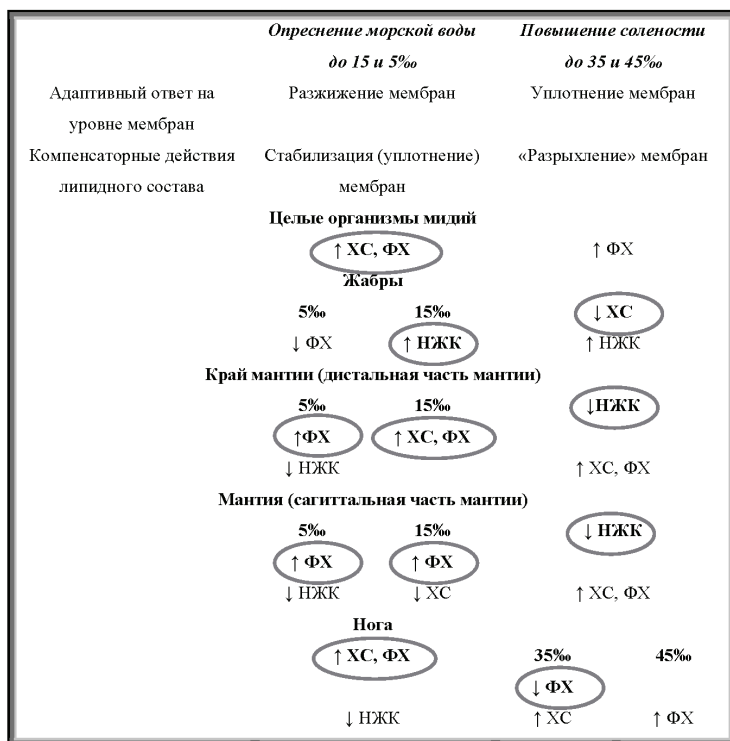 Опреснение морской воды Повышение солености
до 15 и 5‰ до 35 и 45‰
Адаптивный ответ на Разжижение мембран Уплотнение мембран
уровне мембран
Компенсаторные действия Стабилизация (уплотнение) «Разрыхление» мембран
липидного состава мембран
Целые организмы мидий
↑ ХС, ФХ ↑ ФХ
Жабры
5‰ 15‰ ↓ ХС
↓ ФХ ↑ НЖК ↑ НЖК
Край мантии (дистальная часть мантии)
5‰ 15‰ ↓НЖК
↑ФХ ↑ ХС, ФХ
↓ НЖК ↑ ХС, ФХ
Мантия (сагиттальная часть мантии)
5‰ 15‰ ↓ НЖК
↑ ФХ ↑ ФХ
↓ НЖК ↓ ХС ↑ ХС, ФХ
Нога
↑ ХС, ФХ 35‰ 45‰
↓ ФХ
↓ НЖК ↑ ХС ↑ ФХ